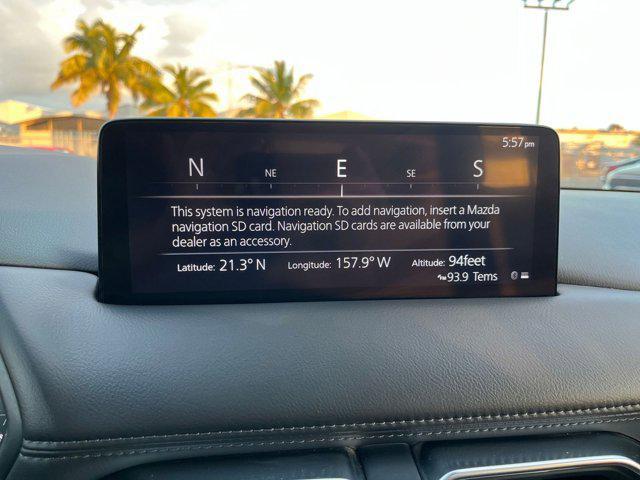 5:57pm
N NE E SE S
This system is navigation ready. To add navigation, insert a Mazda
navigation SD card. Navigation SD cards are available from your
dealer as an accessory.
Latitude: 21.3° N Longitude: 157.9° W Altitude: 94feet
FM 93.9 Tems